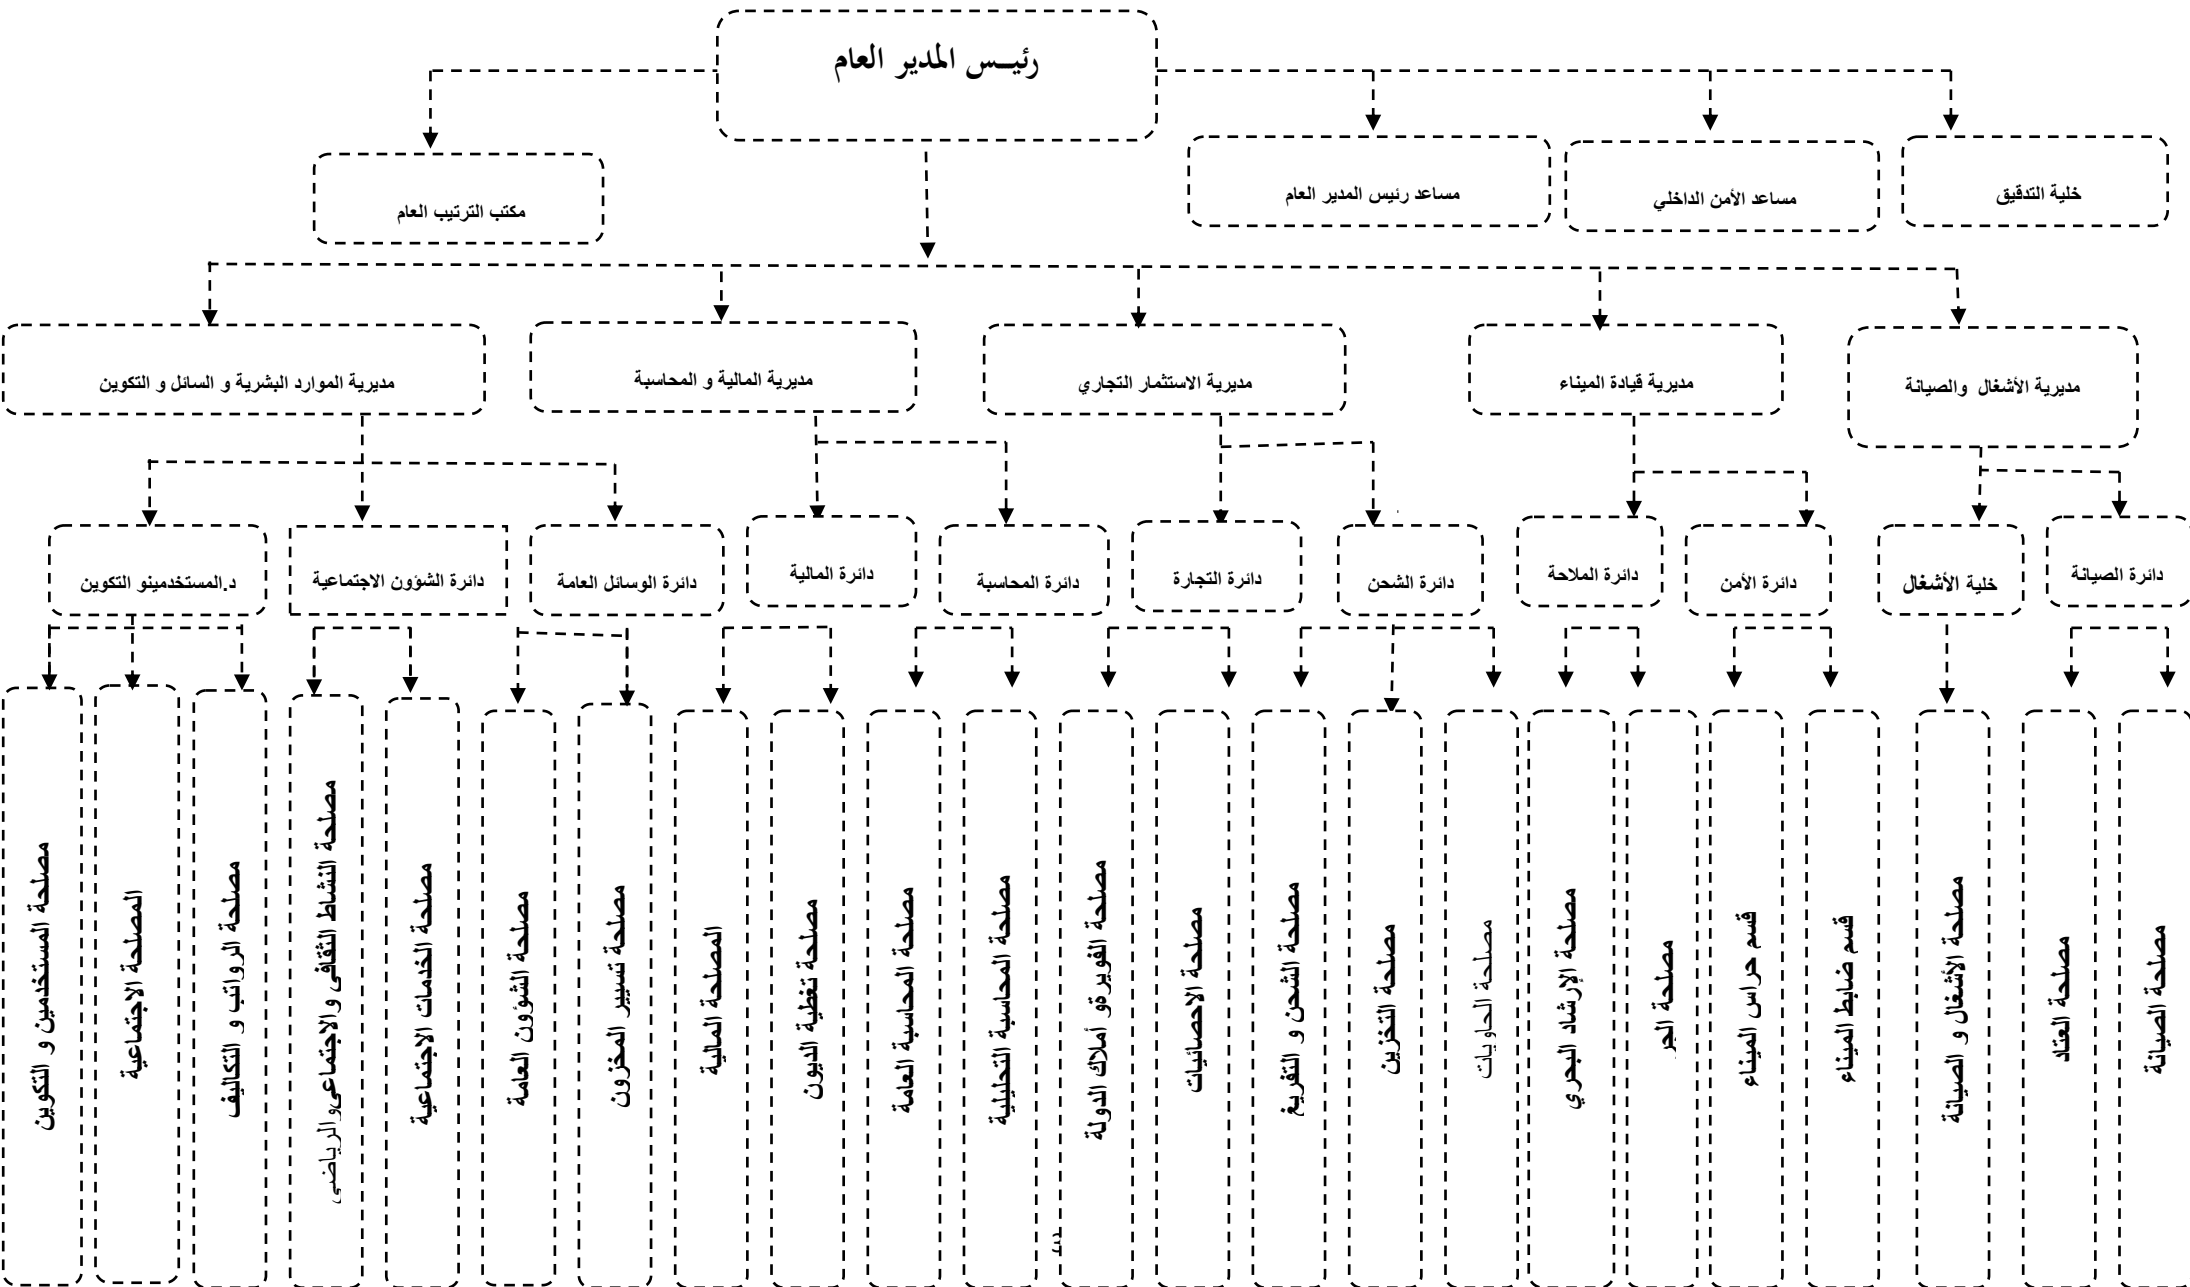 رئيـس المدير العام
خلية التدقيق
مساعد الأمن الداخلي
مساعد رئيس المدير العام
مكتب الترتيب العام
مديرية الأشغال والصيانة
مديرية قيادة الميناء
مديرية الاستثمار التجاري
مديرية المالية و المحاسبة
مديرية الموارد البشرية و السائل و التكوين
دائرة الصيانة
خلية الأشغال
دائرة الأمن
دائرة الملاحة
دائرة الشحن
دائرة التجارة
دائرة المحاسبة
دائرة المالية
دائرة الوسائل العامة
دائرة الشؤون الاجتماعية
د.المستخدمينو التكوين
مصلحة الصيانة
مصلحة العتاد
مصلحة الأشغال و الصيانة
قسم ضابط الميناء
قسم حراس الميناء
مصلحة الجر
مصلحة الإرشاد البحري
مصلحة الحاويات
مصلحة التخزين
مصلحة الشحن و التفريغ
مصلحة الاحصائيات
مصلحة الفويرةو أملاك الدولة
مصلحة المحاسبة التحليلية
مصلحة المحاسبة العامة
مصلحة تغطية الديون
المصلحة المالية
مصلحة تسيير المخزون
مصلحة الشؤون العامة
مصلحة الخدمات الاجتماعية
مصلحة النشاط الثقافي والاجتماعي والرياضي
مصلحة الرواتب و التكاليف
المصلحة الاجتماعية
مصلحة المستخدمين و التكوين